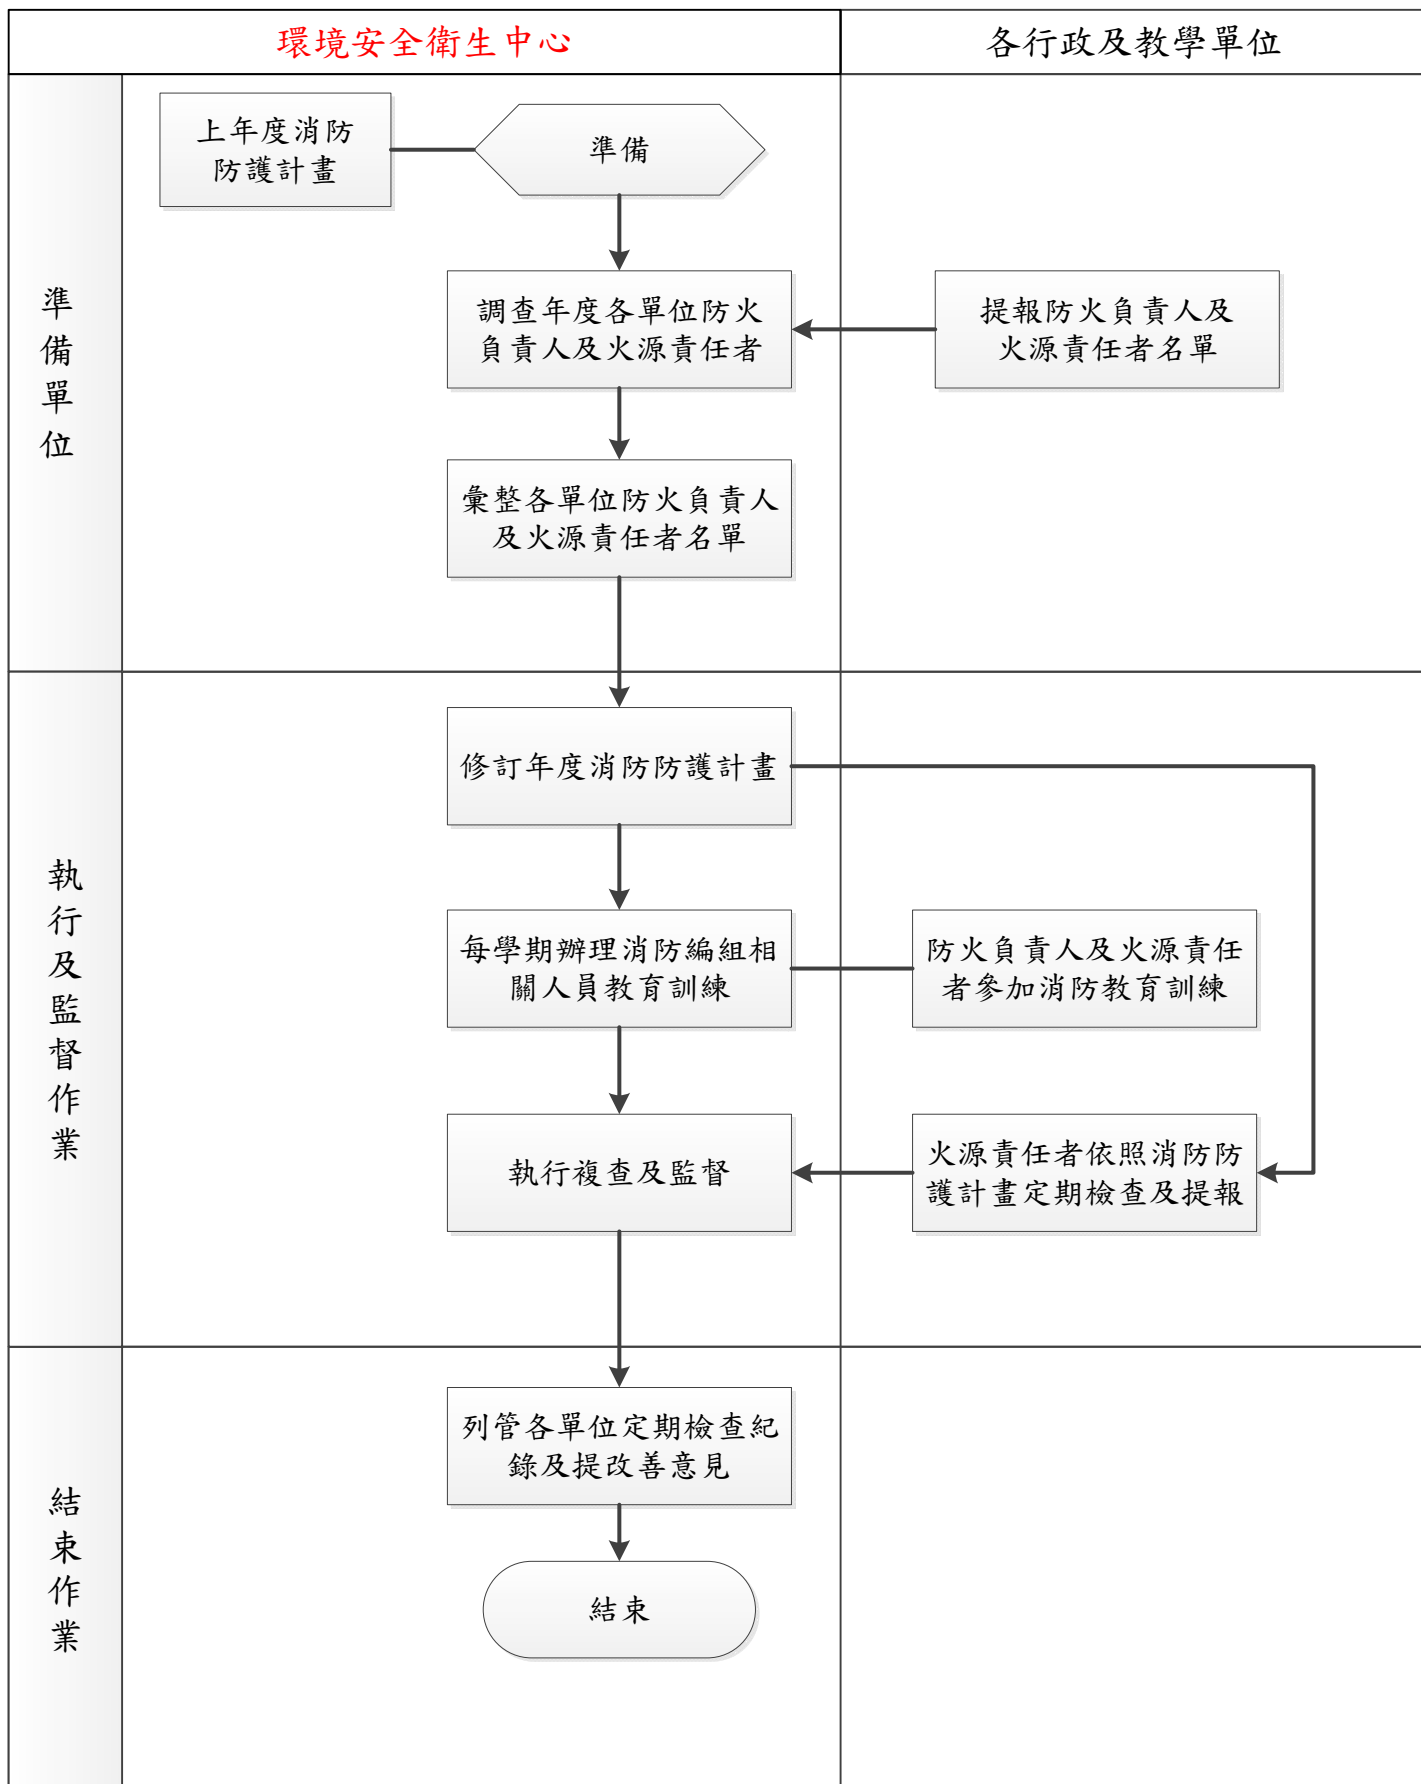 環境安全衛生中心
各行政及教學單位
準
備
單
位
上年度消防
防護計畫
準備
調查年度各單位防火
負責人及火源責任者
提報防火負責人及
火源責任者名單
彙整各單位防火負責人
及火源責任者名單
執
行
及
監
督
作
業
修訂年度消防防護計畫
每學期辦理消防編組相
關人員教育訓練
防火負責人及火源責任
者參加消防教育訓練
執行複查及監督
火源責任者依照消防防
護計畫定期檢查及提報
結
束
作
業
列管各單位定期檢查紀
錄及提改善意見
結束